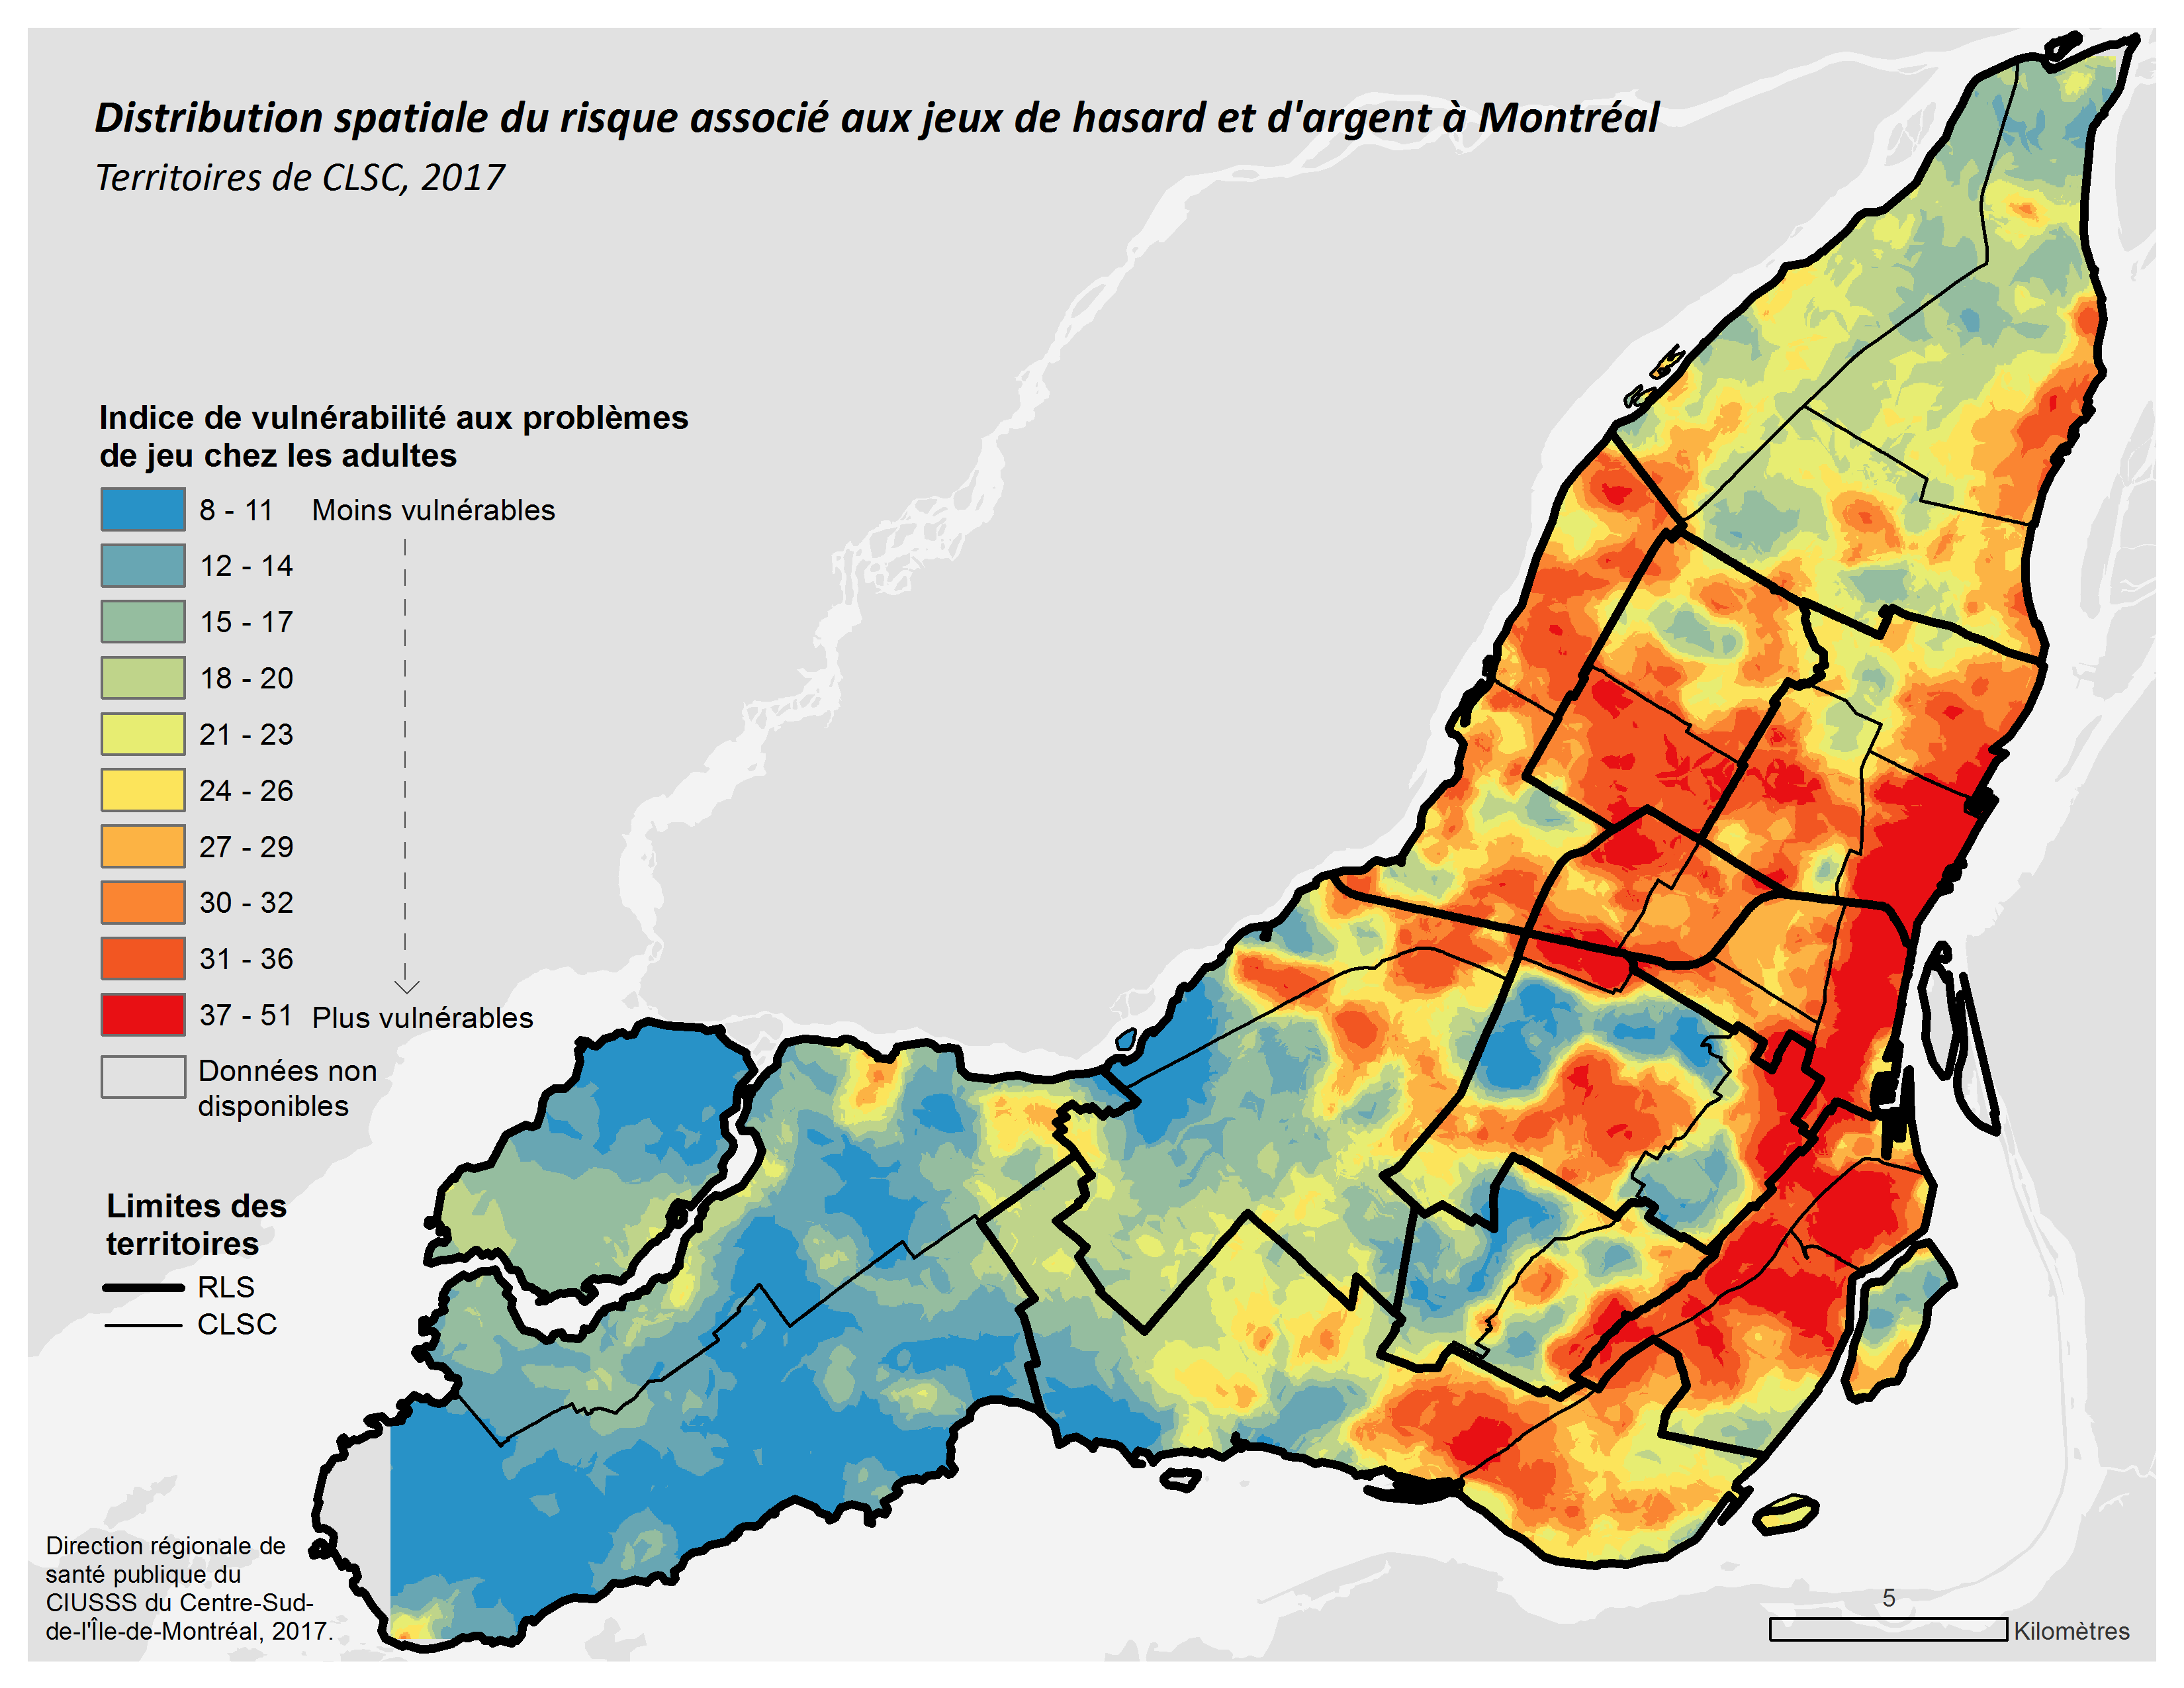 Distribution spatiale du risque associé aux jeux de hasard et d'argent à Montréal
Territoires de CLSC, 2017
Indice de vulnérabilité aux problèmes
de jeu chez les adultes
8 - 11 Moins vulnérables
12 - 14
15 - 17
18 - 20
21 - 23
24 - 26
27 - 29
30 - 32
31 - 36
37 - 51 Plus vulnérables
Données non
disponibles
Limites des
territoires
RLS
CLSC
Direction régionale de
santé publique du
CIUSSS du Centre-Sud-
de-l'Île-de-Montréal, 2017.
5
Kilomètres